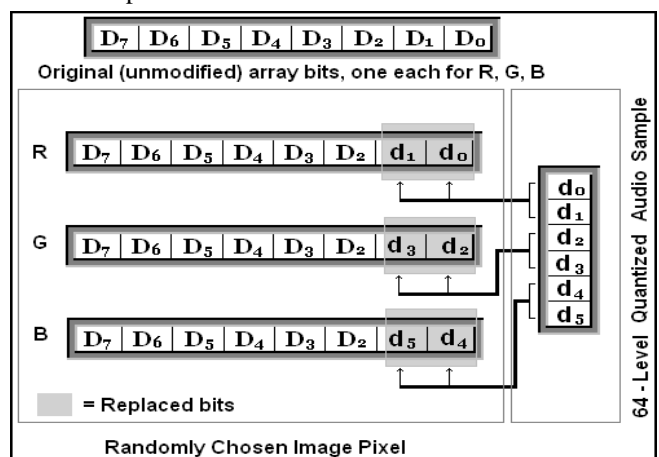 D₇ D₆ D₅ D₄ D₃ D₂ D₁ D₀
Original (unmodified) array bits, one each for R, G, B
R D₇ D₆ D₅ D₄ D₃ D₂ d₁ d₀
G D₇ D₆ D₅ D₄ D₃ D₂ d₃ d₂
B D₇ D₆ D₅ D₄ D₃ D₂ d₅ d₄
= Replaced bits
Randomly Chosen Image Pixel
d₀
d₁
d₂
d₃
d₄
d₅
64-Level Quantized Audio Sample